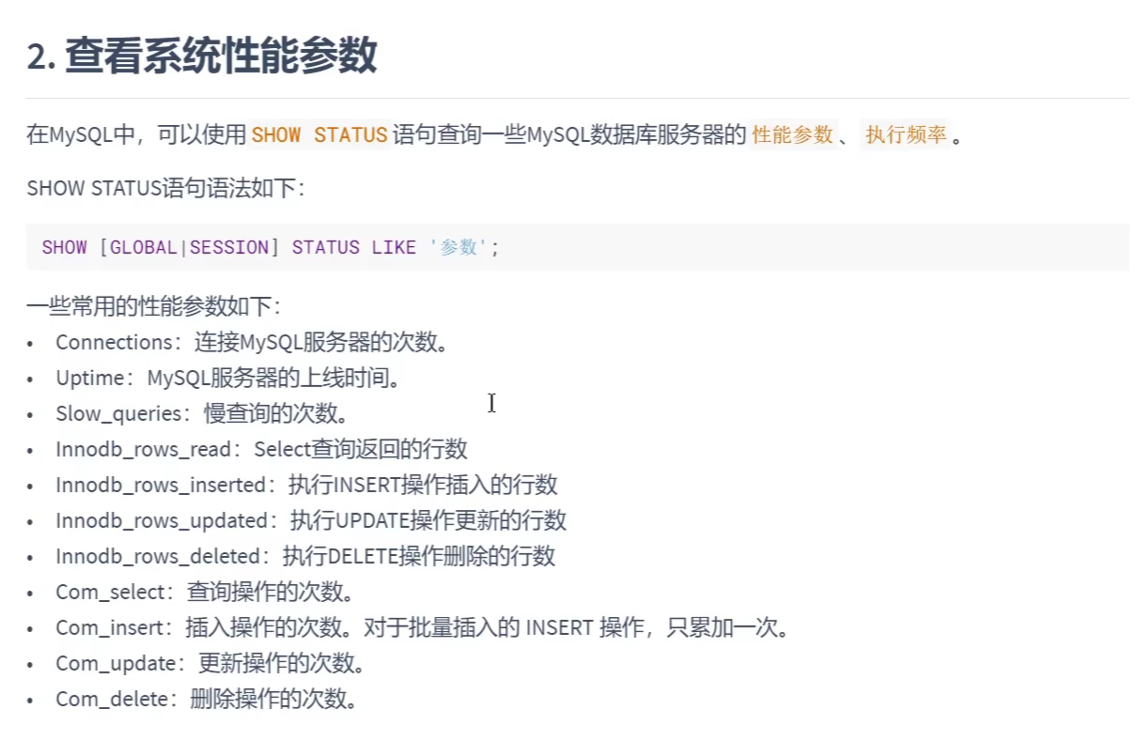 2. 查看系统性能参数
在MySQL中，可以使用 SHOW STATUS 语句查询一些MySQL数据库服务器的 性能参数 、 执行频率 。
SHOW STATUS语句语法如下：
SHOW [GLOBAL|SESSION] STATUS LIKE '参数';
一些常用的性能参数如下：
• Connections：连接MySQL服务器的次数。
• Uptime：MySQL服务器的上线时间。
• Slow_queries：慢查询的次数。
• Innodb_rows_read：Select查询返回的行数
• Innodb_rows_inserted：执行INSERT操作插入的行数
• Innodb_rows_updated：执行UPDATE操作更新的行数
• Innodb_rows_deleted：执行DELETE操作删除的行数
• Com_select：查询操作的次数。
• Com_insert：插入操作的次数。对于批量插入的 INSERT 操作，只累加一次。
• Com_update：更新操作的次数。
• Com_delete：删除操作的次数。